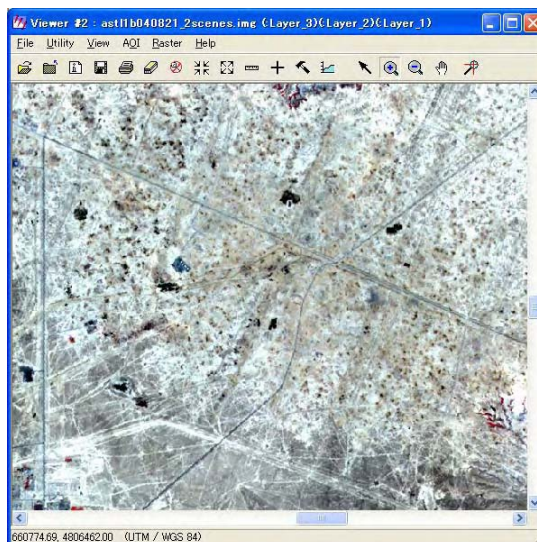 Viewer #2 : astl1b040821_2scenes.img (:Layer_3)(:Layer_2)(:Layer_1)
File Utility View AOI Raster Help
660774.69, 4806462.00 (UTM / WGS 84)